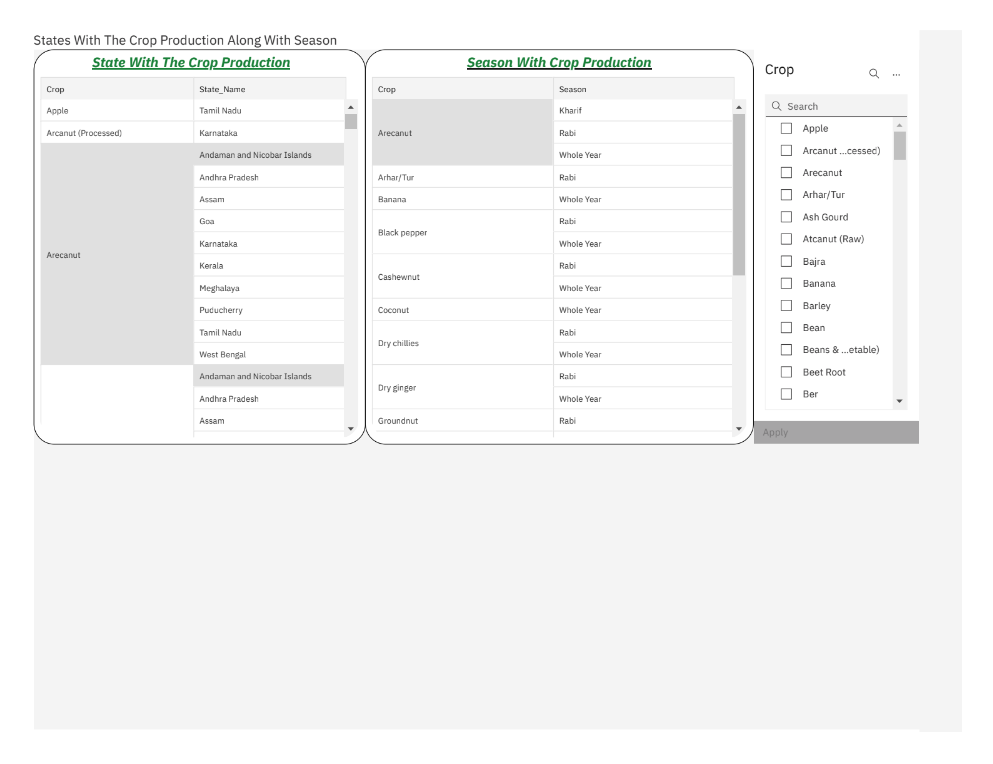 States With The Crop Production Along With Season
State With The Crop Production
Crop State_Name
Apple Tamil Nadu
Arcanut (Processed) Karnataka
Andaman and Nicobar Islands
Andhra Pradesh
Assam
Goa
Karnataka
Arecanut
Kerala
Meghalaya
Puducherry
Tamil Nadu
West Bengal
Andaman and Nicobar Islands
Andhra Pradesh
Assam
Season With Crop Production
Crop Season
Kharif
Arecanut Rabi
Whole Year
Arhar/Tur Rabi
Banana Whole Year
Black pepper
Rabi
Whole Year
Cashewnut
Rabi
Whole Year
Coconut Whole Year
Dry chillies
Rabi
Whole Year
Dry ginger
Rabi
Whole Year
Groundnut Rabi
Crop ...
Search
Apple
Arcanut ...cessed)
Arecanut
Arhar/Tur
Ash Gourd
Atcanut (Raw)
Bajra
Banana
Barley
Bean
Beans & ...etable)
Beet Root
Ber
Apply